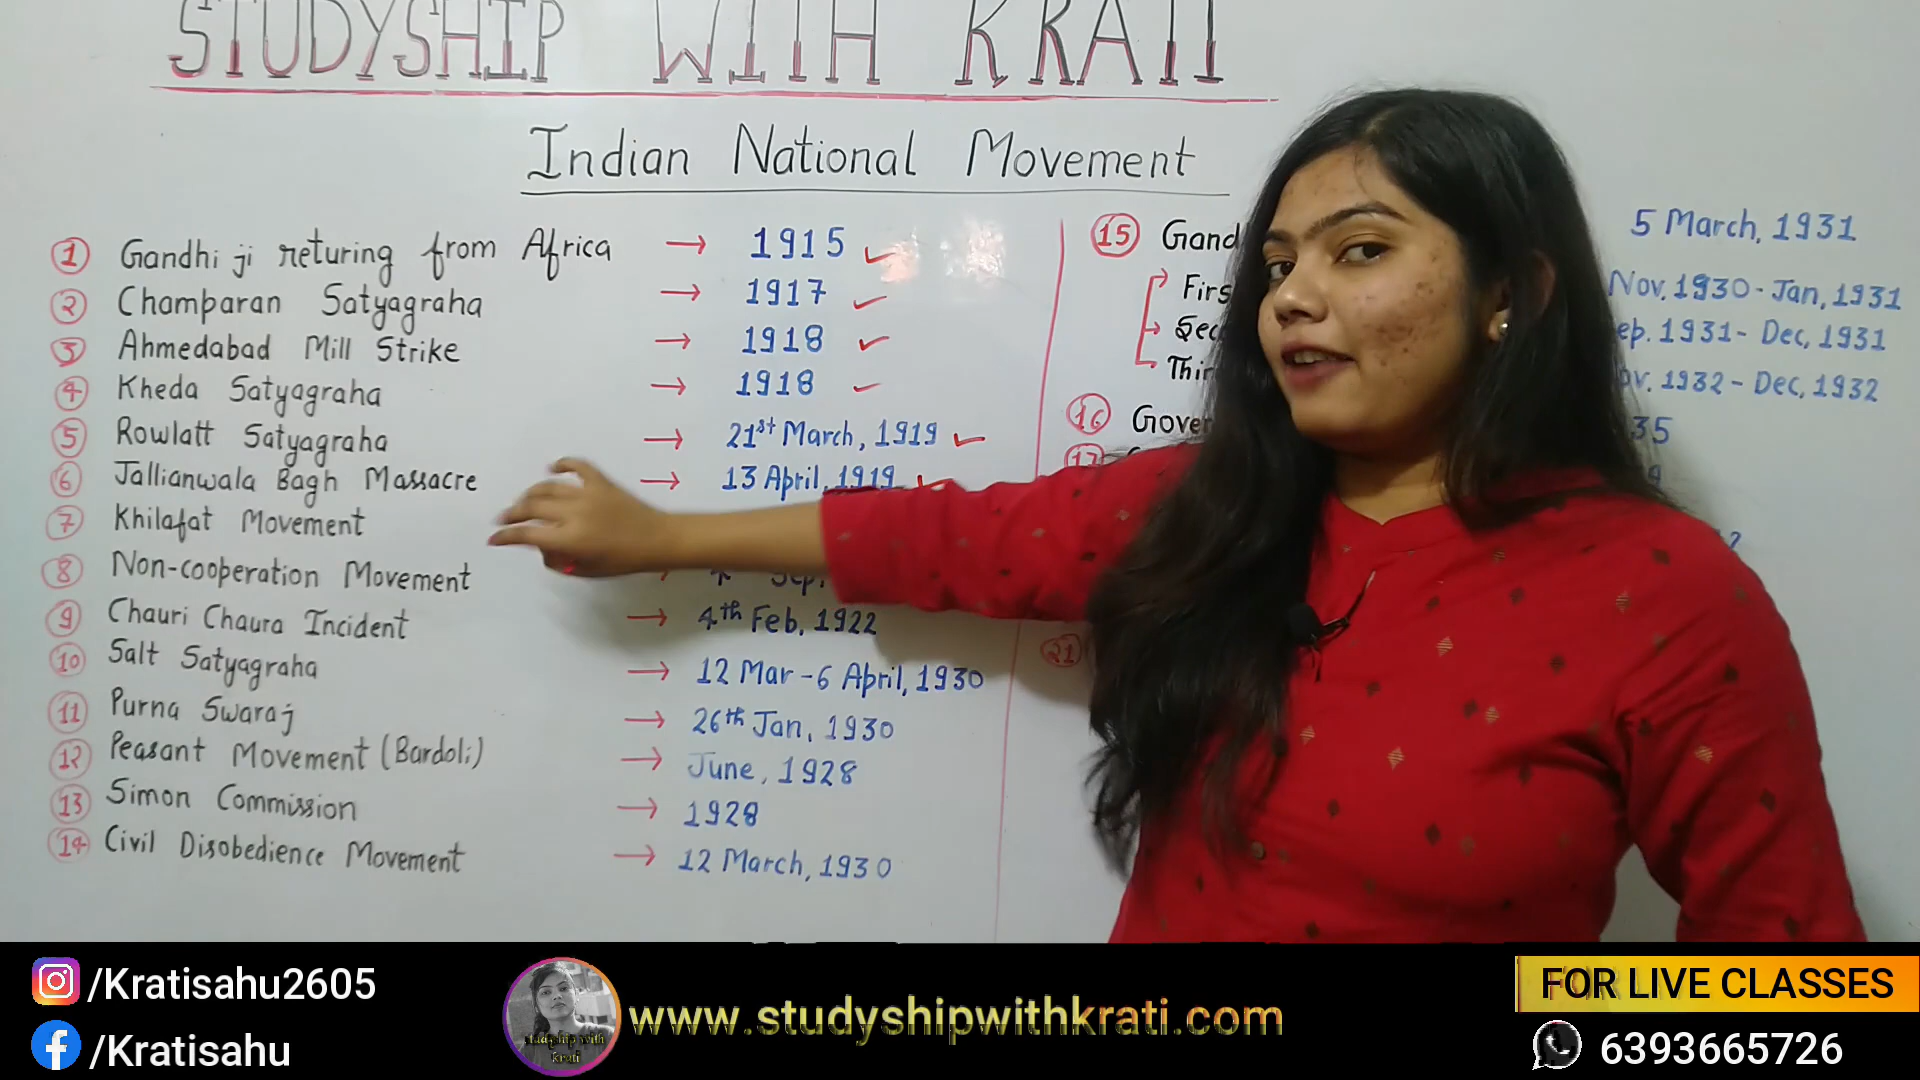 STUDYSHIP WITH KRATI
Indian National Movement
1 Gandhi ji returing from Africa → 1915 ✓
2 Champaran Satyagraha → 1917 ✓
3 Ahmedabad Mill Strike → 1918 ✓
4 Kheda Satyagraha → 1918 ✓
5 Rowlatt Satyagraha → 21st March, 1919 ✓
6 Jallianwala Bagh Massacre → 13 April, 1919 ✓
7 Khilafat Movement
8 Non-cooperation Movement → Sep.
9 Chauri Chaura Incident → 4th Feb, 1922
10 Salt Satyagraha → 12 Mar - 6 April, 1930
11 Purna Swaraj → 26th Jan, 1930
12 Peasant Movement (Bardoli) → June, 1928
13 Simon Commission → 1928
14 Civil Disobedience Movement → 12 March, 1930
15 Gand 5 March, 1931
Firs Nov, 1930 - Jan, 1931
Sec ep. 1931 - Dec, 1931
Thir ov. 1932 - Dec, 1932
16 Gover 35
17
21
/Kratisahu2605
/Kratisahu
studyship with krati
www.studyshipwithkrati.com
FOR LIVE CLASSES
6393665726